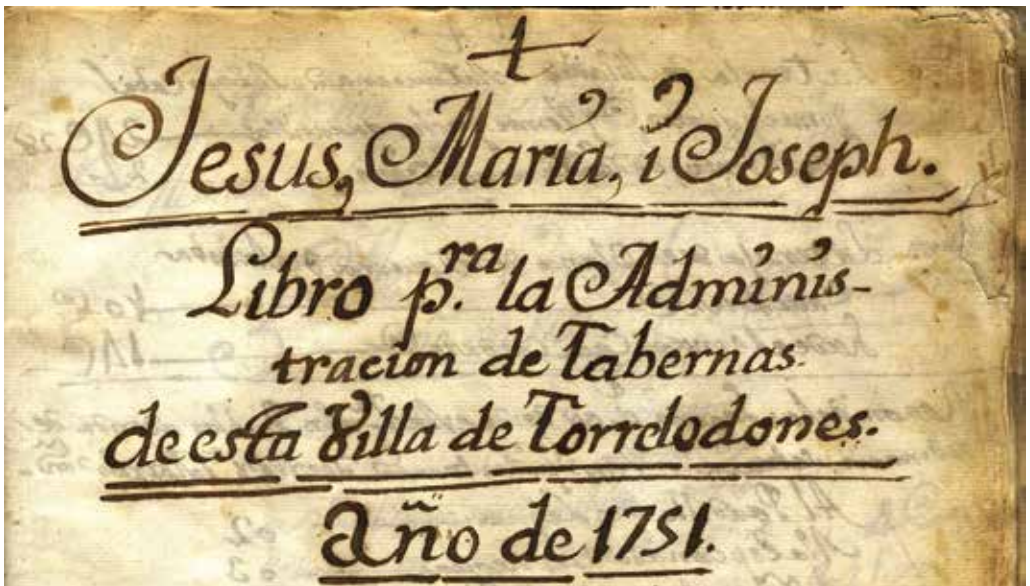 Jesus, Maria, i Joseph.
Libro p.ra la Adminis-
tracion de Tabernas
de esta Villa de Torrelodones.
Año de 1751.